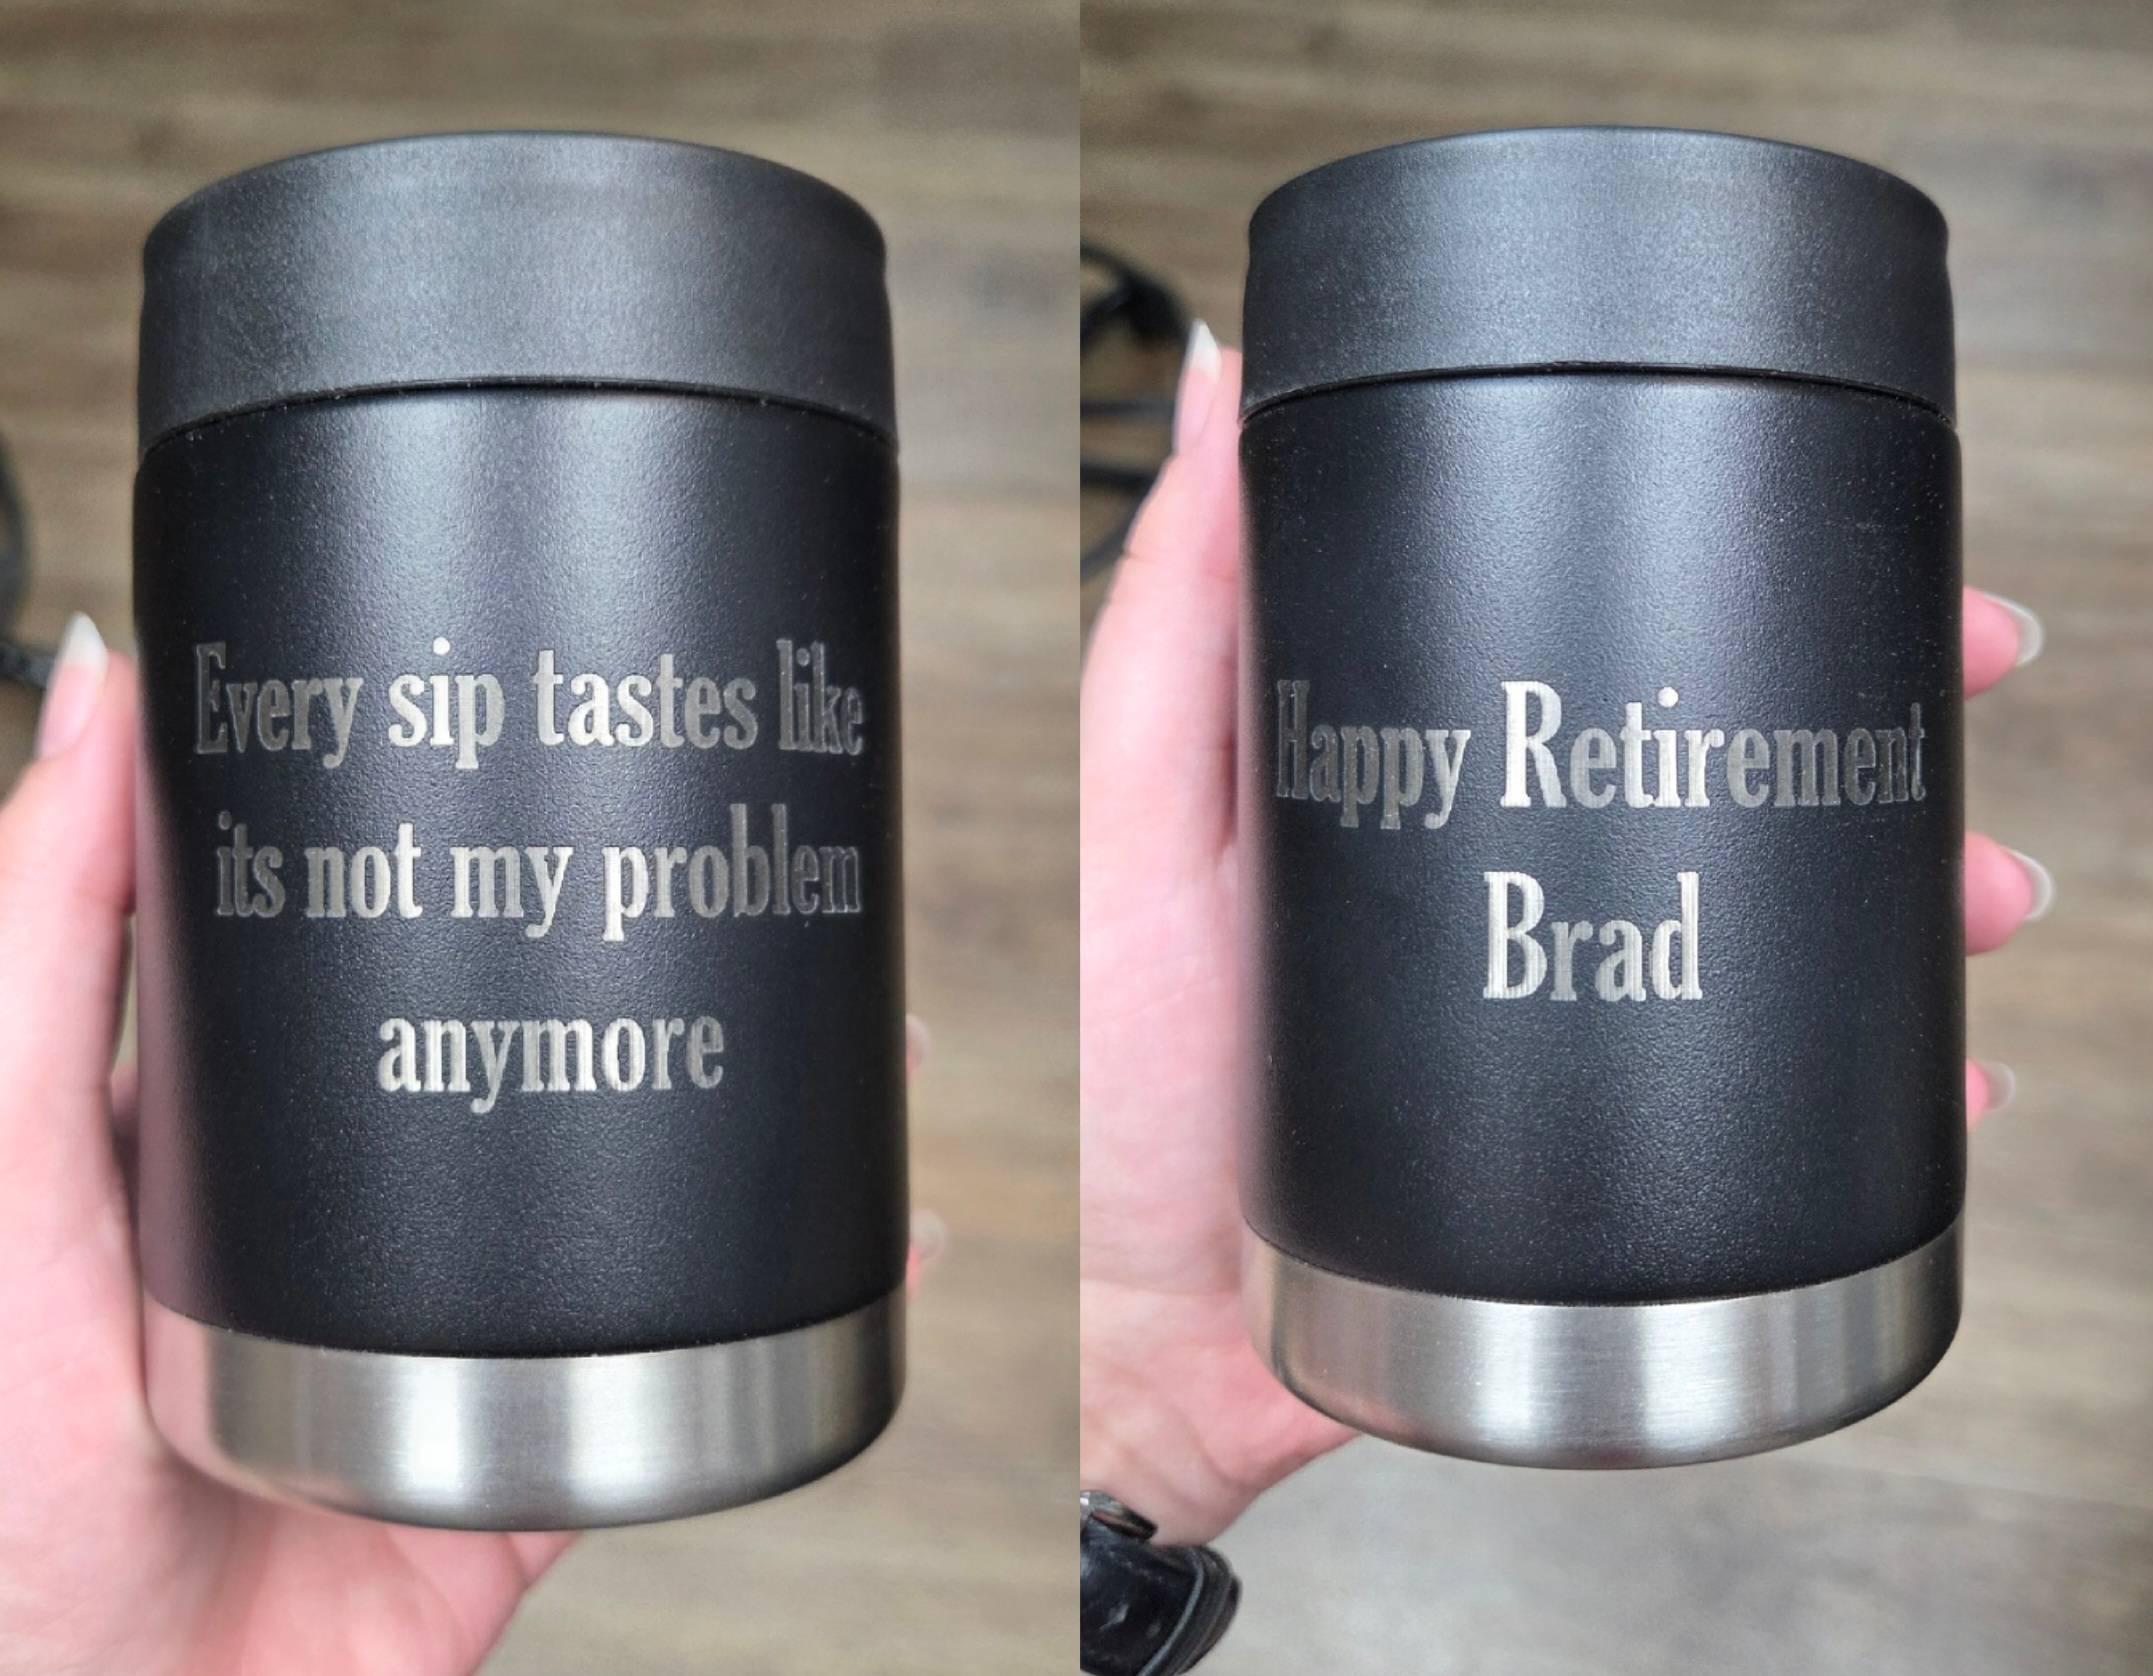 Every sip tastes like
its not my problem
anymore
Happy Retirement
Brad